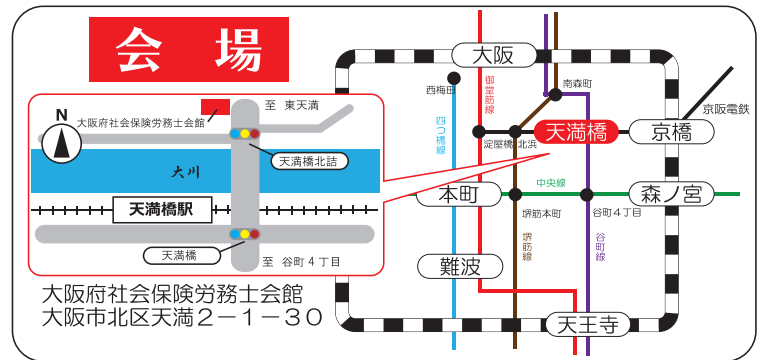 会場
至 東天満
大阪府社会保険労務士会館
N
天満橋北詰
大川
天満橋駅
天満橋
至 谷町4丁目
大阪府社会保険労務士会館
大阪市北区天満2-1-30
大阪
西梅田
御堂筋線
南森町
京阪電鉄
四つ橋線
淀屋橋
北浜
天満橋
京橋
中央線
本町
堺筋本町
谷町4丁目
森ノ宮
堺筋線
谷町線
難波
天王寺